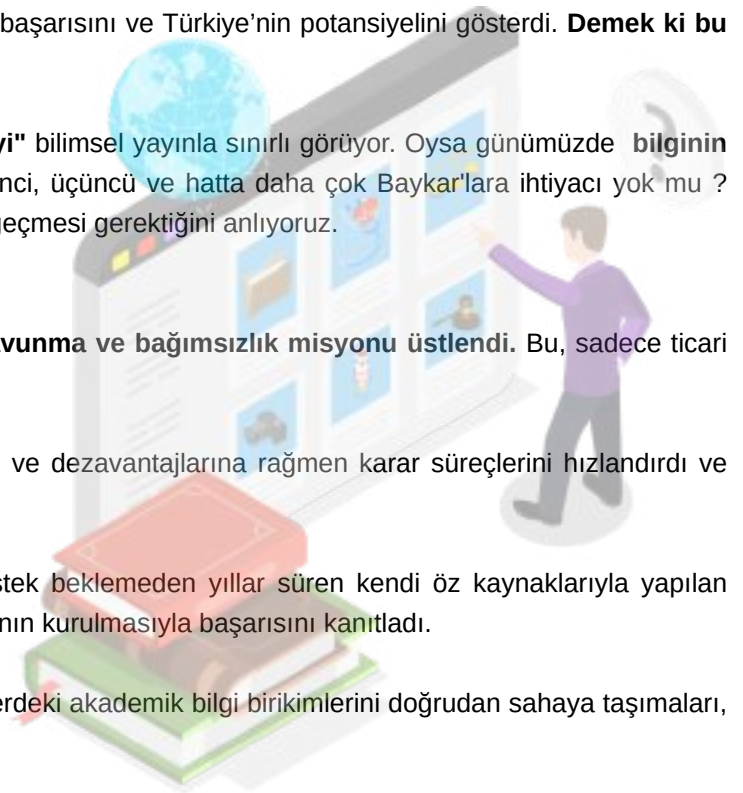 başarısını ve Türkiye’nin potansiyelini gösterdi. Demek ki bu
yi" bilimsel yayınla sınırlı görüyor. Oysa günümüzde bilginin
nci, üçüncü ve hatta daha çok Baykar'lara ihtiyacı yok mu ?
geçmesi gerektiğini anlıyoruz.
vunma ve bağımsızlık misyonu üstlendi. Bu, sadece ticari
ve dezavantajlarına rağmen karar süreçlerini hızlandırdı ve
stek beklemeden yıllar süren kendi öz kaynaklarıyla yapılan
nın kurulmasıyla başarısını kanıtladı.
erdeki akademik bilgi birikimlerini doğrudan sahaya taşımaları,